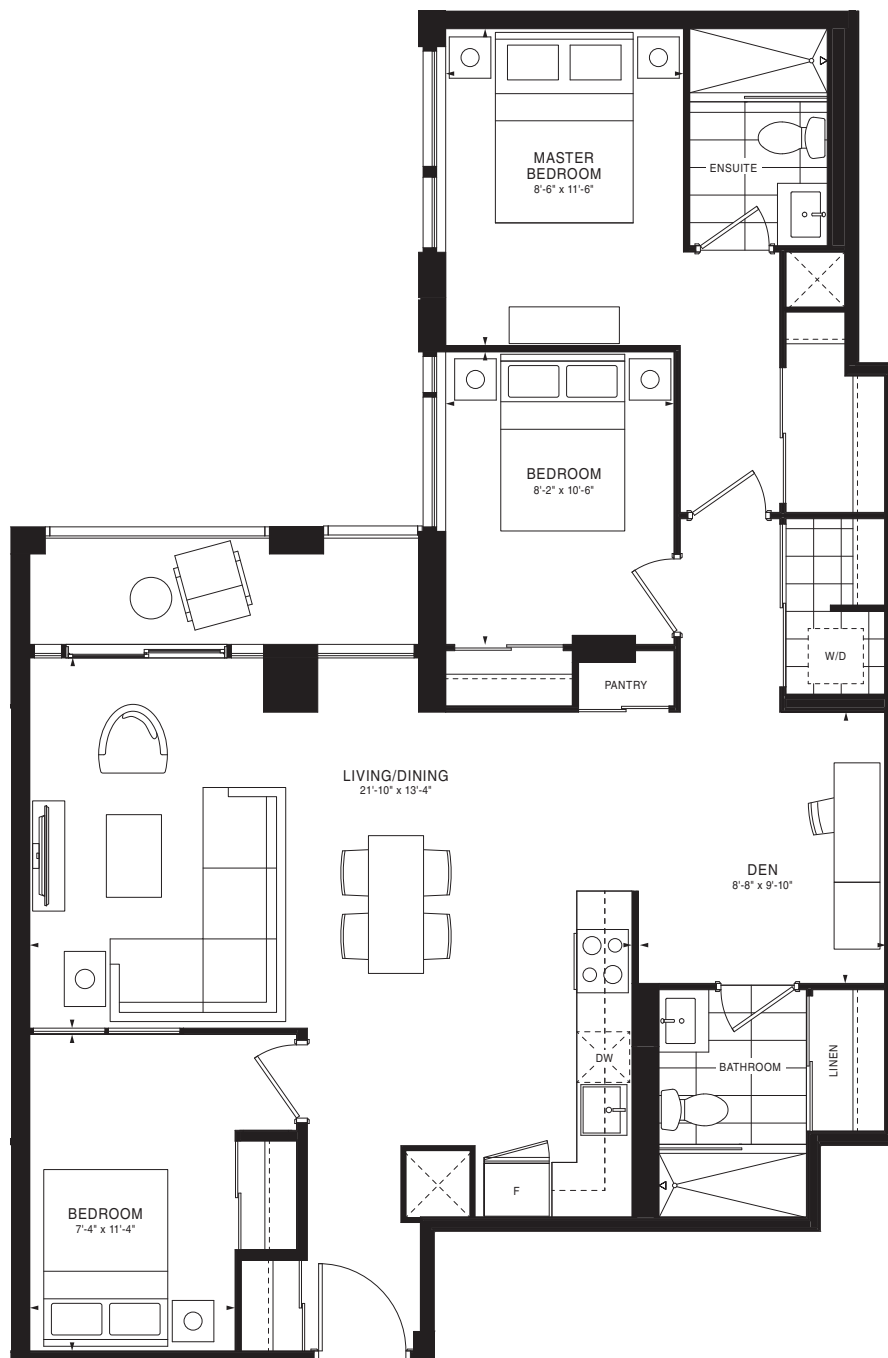 MASTER
BEDROOM
8'-6" x 11'-6"
ENSUITE
BEDROOM
8'-2" x 10'-6"
W/D
PANTRY
LIVING/DINING
21'-10" x 13'-4"
DEN
8'-8" x 9'-10"
DW
BATHROOM
LINEN
F
BEDROOM
7'-4" x 11'-4"